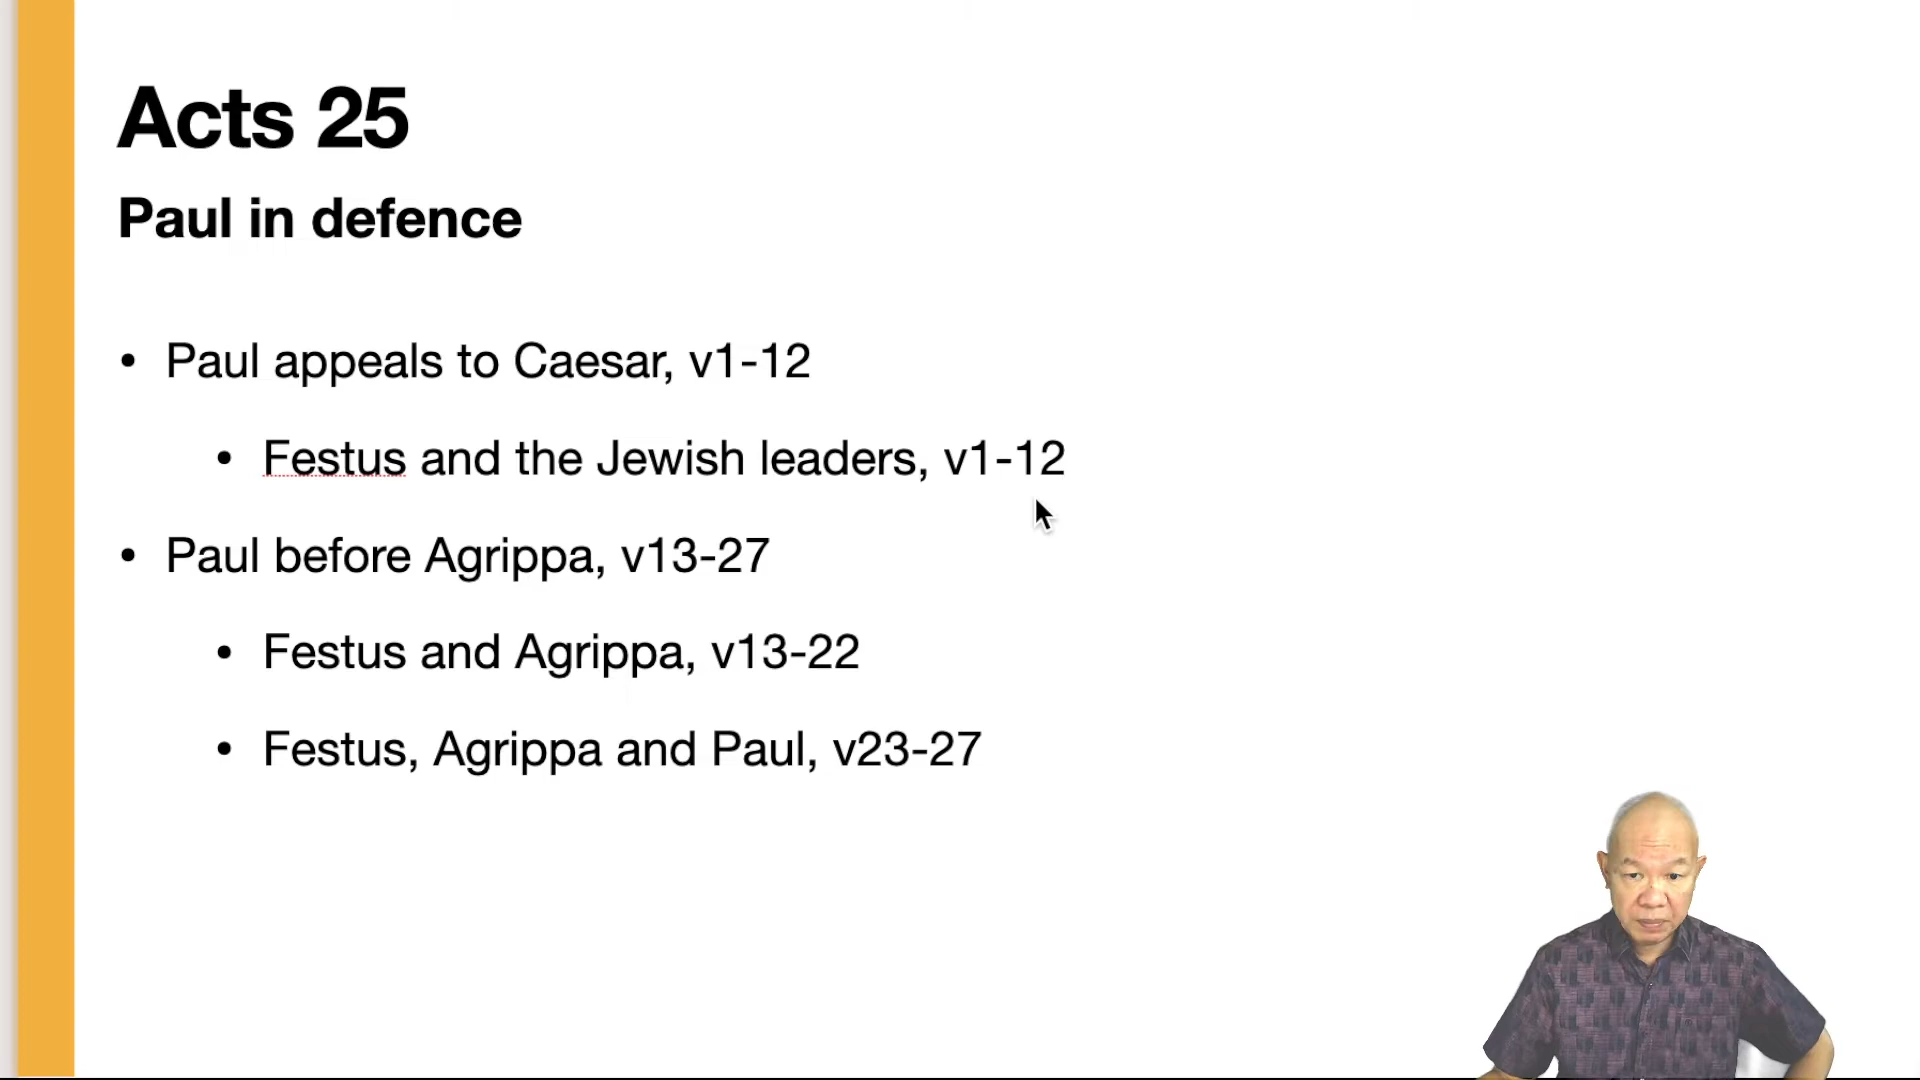 Acts 25
Paul in defence
• Paul appeals to Caesar, v1-12
• Festus and the Jewish leaders, v1-12
• Paul before Agrippa, v13-27
• Festus and Agrippa, v13-22
• Festus, Agrippa and Paul, v23-27